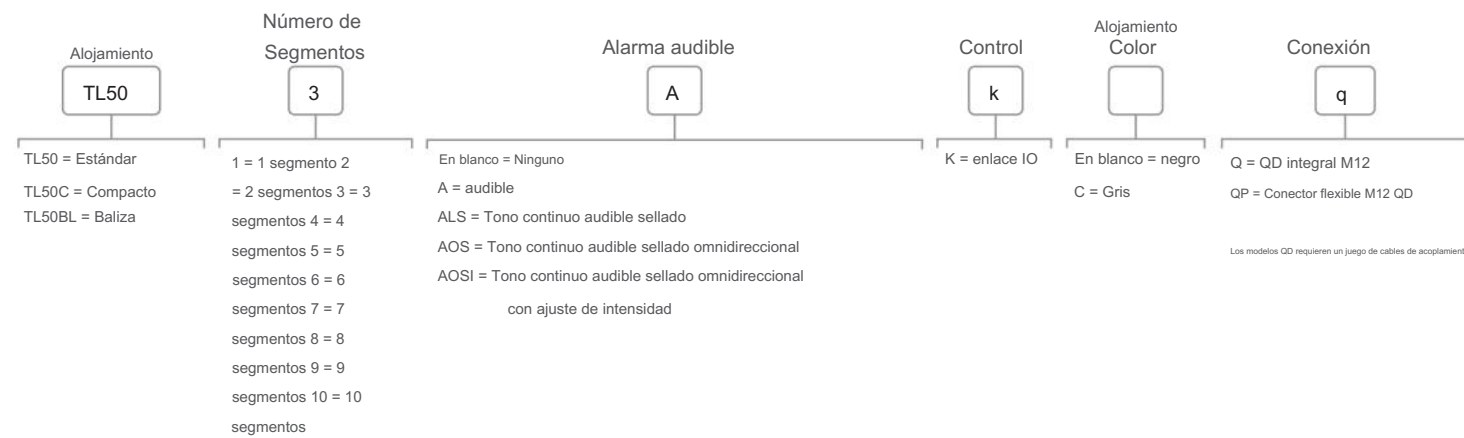 Número de
Segmentos
Alojamiento
Alarma audible
Control
Alojamiento
Color
Conexión
TL50
3
A
k
q
TL50 = Estándar
TL50C = Compacto
TL50BL = Baliza
1 = 1 segmento 2
= 2 segmentos 3 = 3
segmentos 4 = 4
segmentos 5 = 5
segmentos 6 = 6
segmentos 7 = 7
segmentos 8 = 8
segmentos 9 = 9
segmentos 10 = 10
segmentos
En blanco = Ninguno
A = audible
ALS = Tono continuo audible sellado
AOS = Tono continuo audible sellado omnidireccional
AOSI = Tono continuo audible sellado omnidireccional
con ajuste de intensidad
K = enlace IO
En blanco = negro
C = Gris
Q = QD integral M12
QP = Conector flexible M12 QD
Los modelos QD requieren un juego de cables de acoplamient